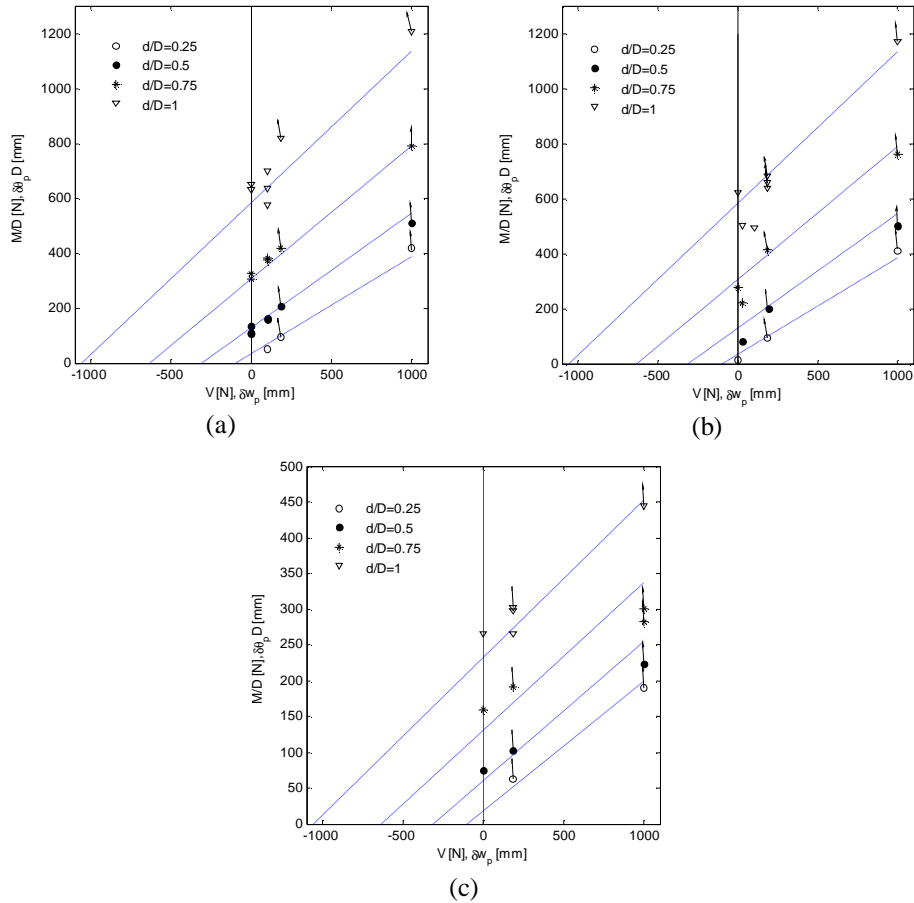 1200
1000
800
600
400
200
0
M/D [N], δθp D [mm]
d/D=0.25
d/D=0.5
d/D=0.75
d/D=1
-1000 -500 0 500 1000
V [N], δwp [mm]
(a)
1200
1000
800
600
400
200
0
M/D [N], δθp D [mm]
d/D=0.25
d/D=0.5
d/D=0.75
d/D=1
-1000 -500 0 500 1000
V [N], δwp [mm]
(b)
500
450
400
350
300
250
200
150
100
50
0
M/D [N], δθp D [mm]
d/D=0.25
d/D=0.5
d/D=0.75
d/D=1
-1000 -500 0 500 1000
V [N], δwp [mm]
(c)